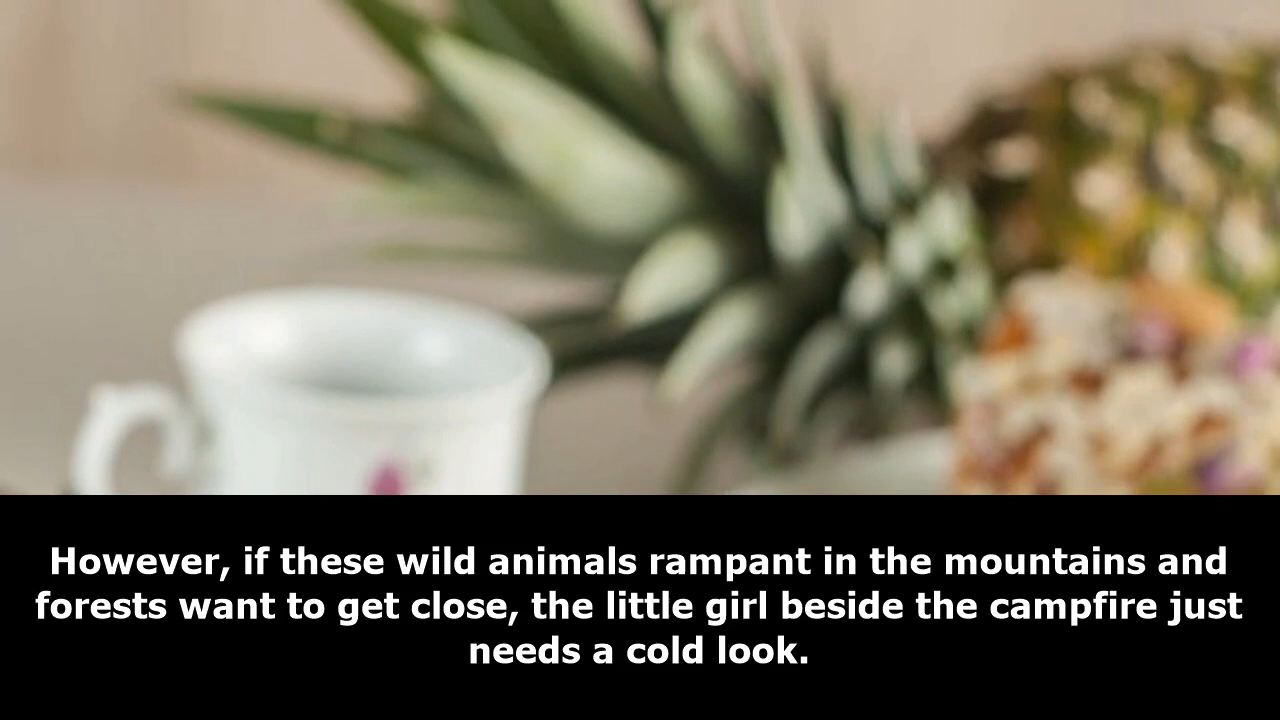 However, if these wild animals rampant in the mountains and
forests want to get close, the little girl beside the campfire just
needs a cold look.